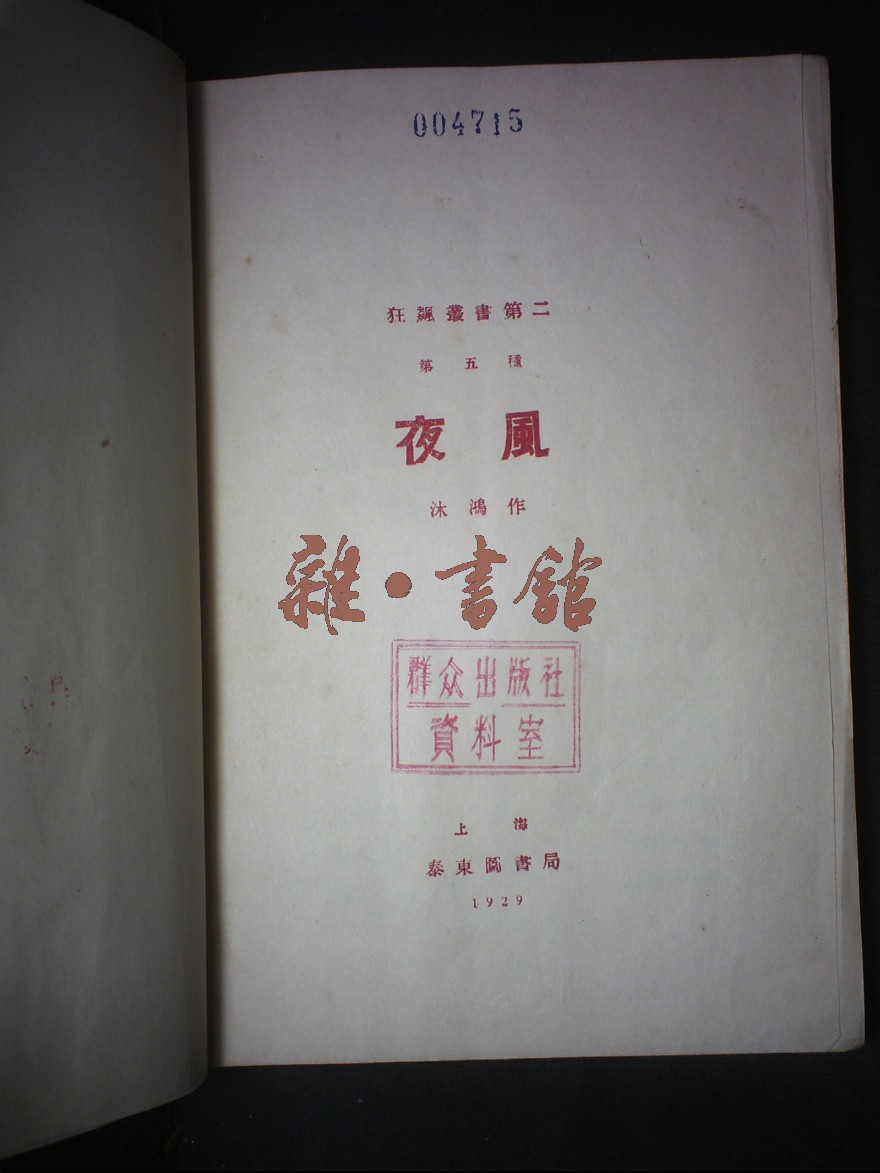 004715
狂飆叢書第二
第五種
夜風
沐鴻作
雜·書館
群众出版社
資料室
上海
泰東圖書局
1929